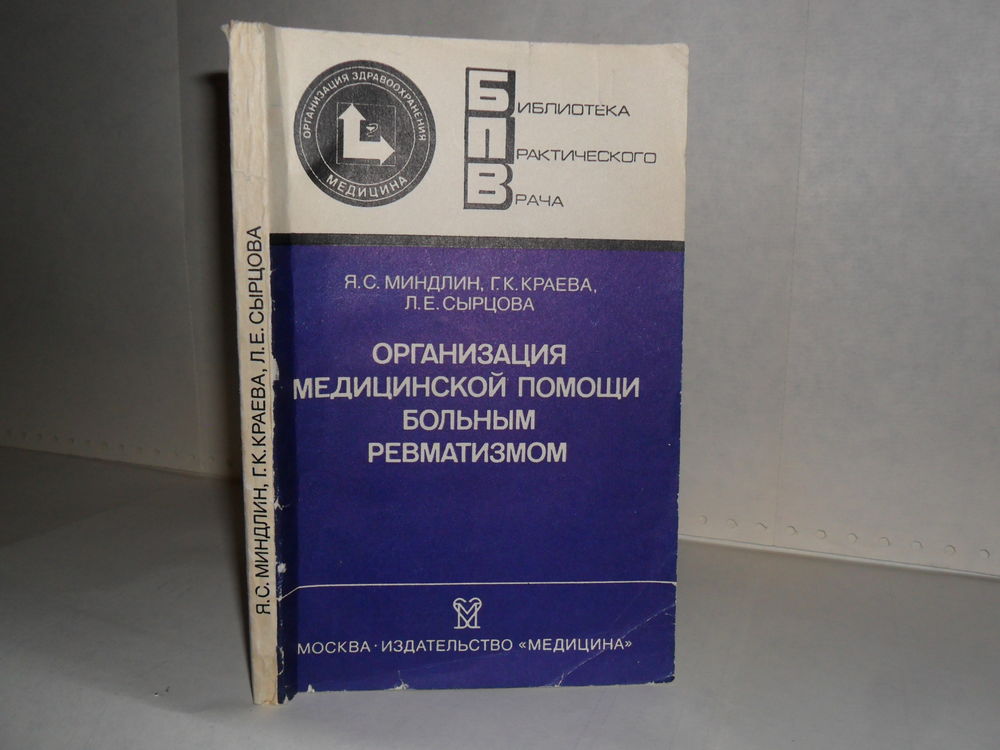 Я.С. МИНДЛИН, Г.К. КРАЕВА, Л.Е. СЫРЦОВА
ОРГАНИЗАЦИЯ ЗДРАВООХРАНЕНИЯ
МЕДИЦИНА
БИБЛИОТЕКА
ПРАКТИЧЕСКОГО
ВРАЧА
Я.С. МИНДЛИН, Г.К. КРАЕВА,
Л.Е. СЫРЦОВА
ОРГАНИЗАЦИЯ
МЕДИЦИНСКОЙ ПОМОЩИ
БОЛЬНЫМ
РЕВМАТИЗМОМ
МОСКВА · ИЗДАТЕЛЬСТВО «МЕДИЦИНА»